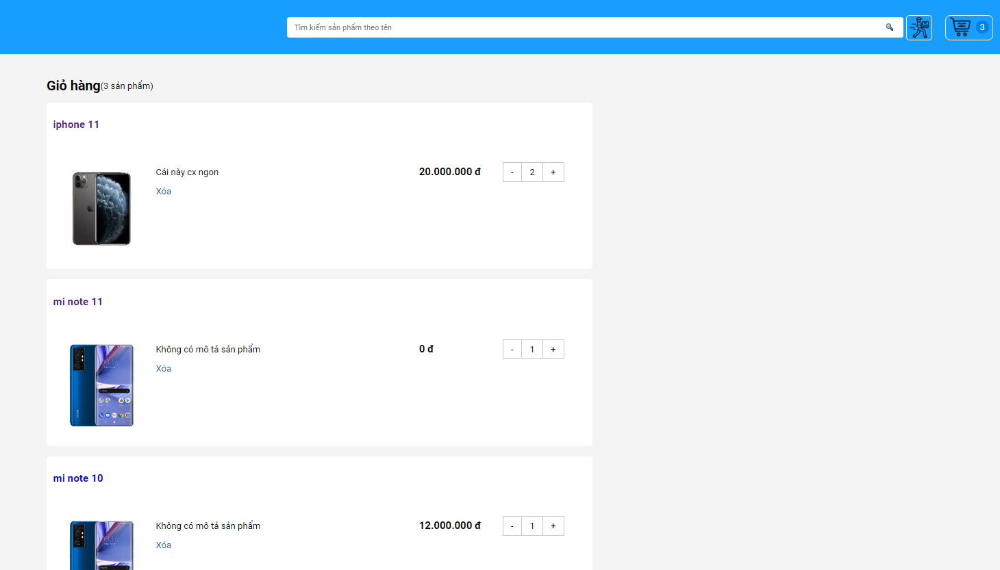 Tìm kiếm sản phẩm theo tên
3
Giỏ hàng(3 sản phẩm)
iphone 11
Cái này cx ngon
20.000.000 đ
- 2 +
Xóa
mi note 11
Không có mô tả sản phẩm
0 đ
- 1 +
Xóa
mi note 10
Không có mô tả sản phẩm
12.000.000 đ
- 1 +
Xóa